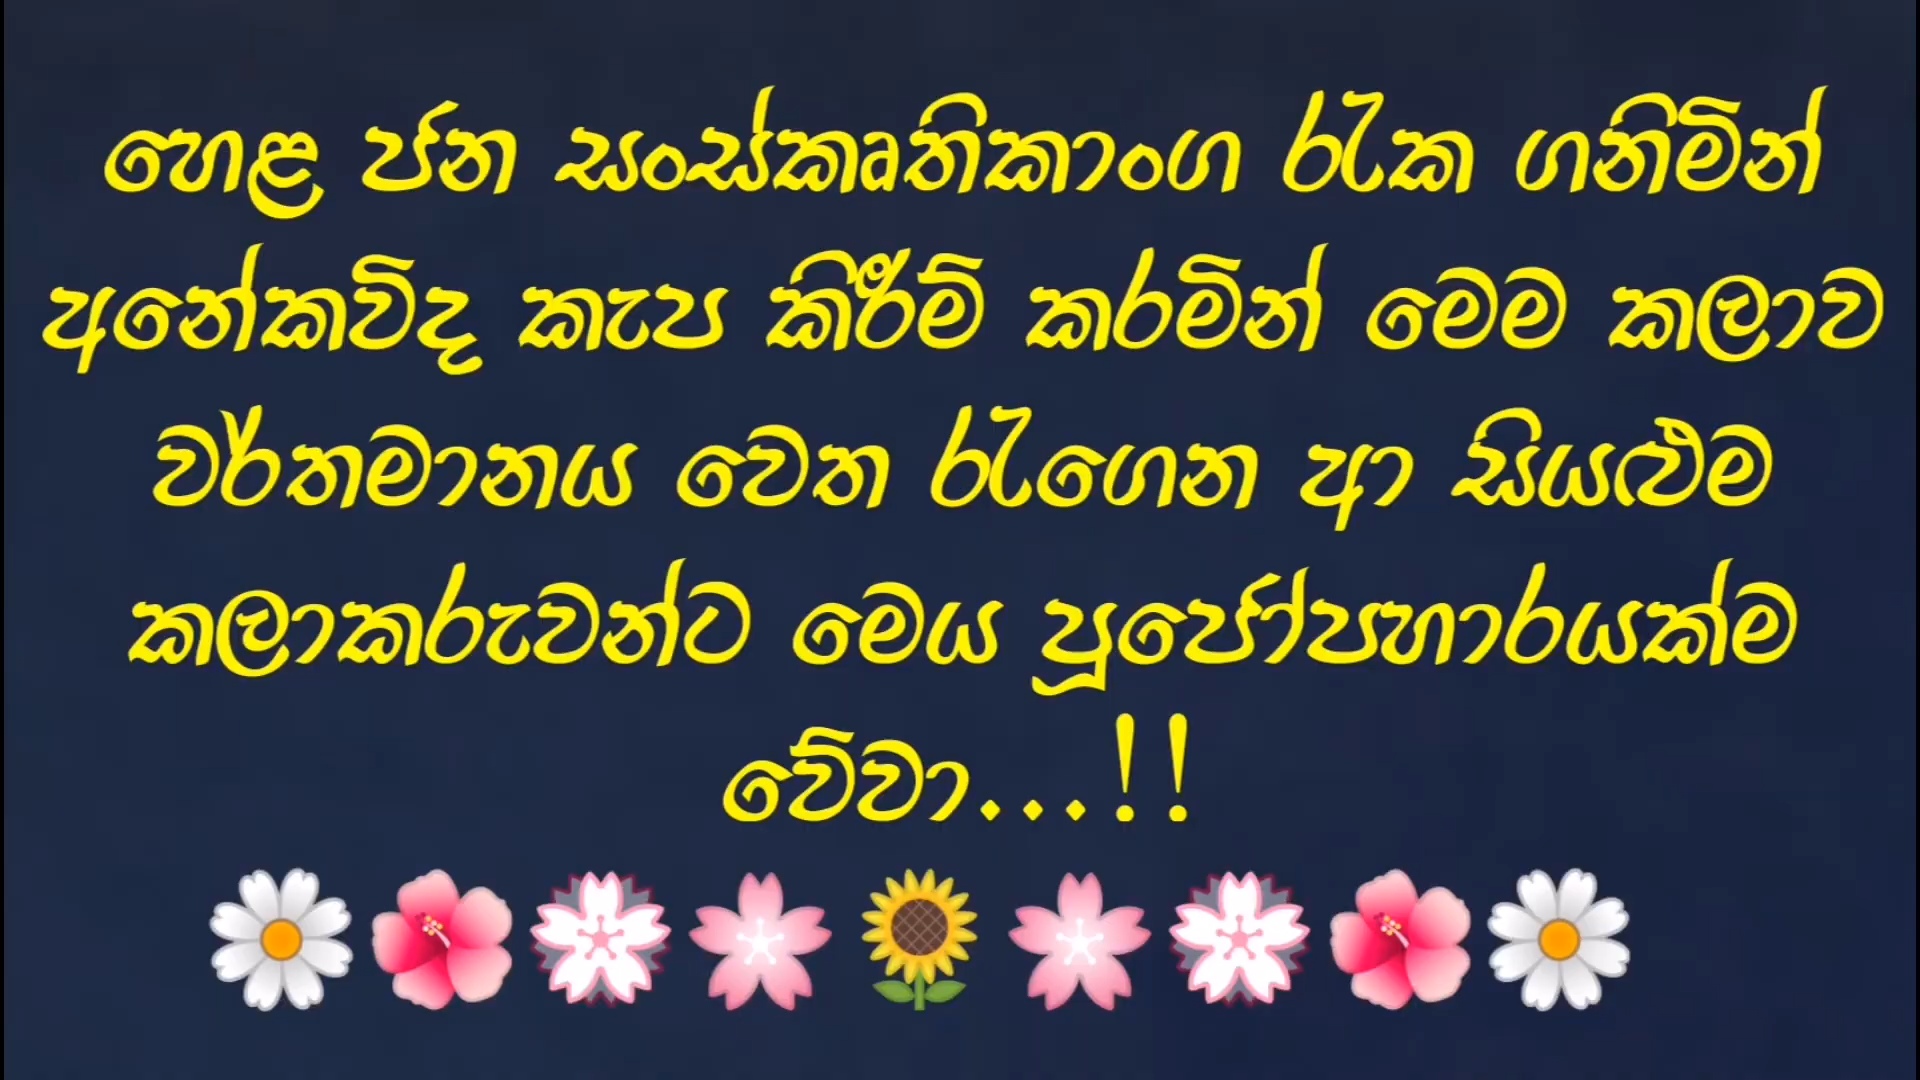 හෙළ ජන සංස්කෘතිකාංග රැක ගනිමින්
අනේකවිද කැප කිරීම් කරමින් මෙම කලාව
වර්තමානය වෙත රැගෙන ආ සියළුම
කලාකරුවන්ට මෙය පූජෝපහාරයක්ම
වේවා...!!